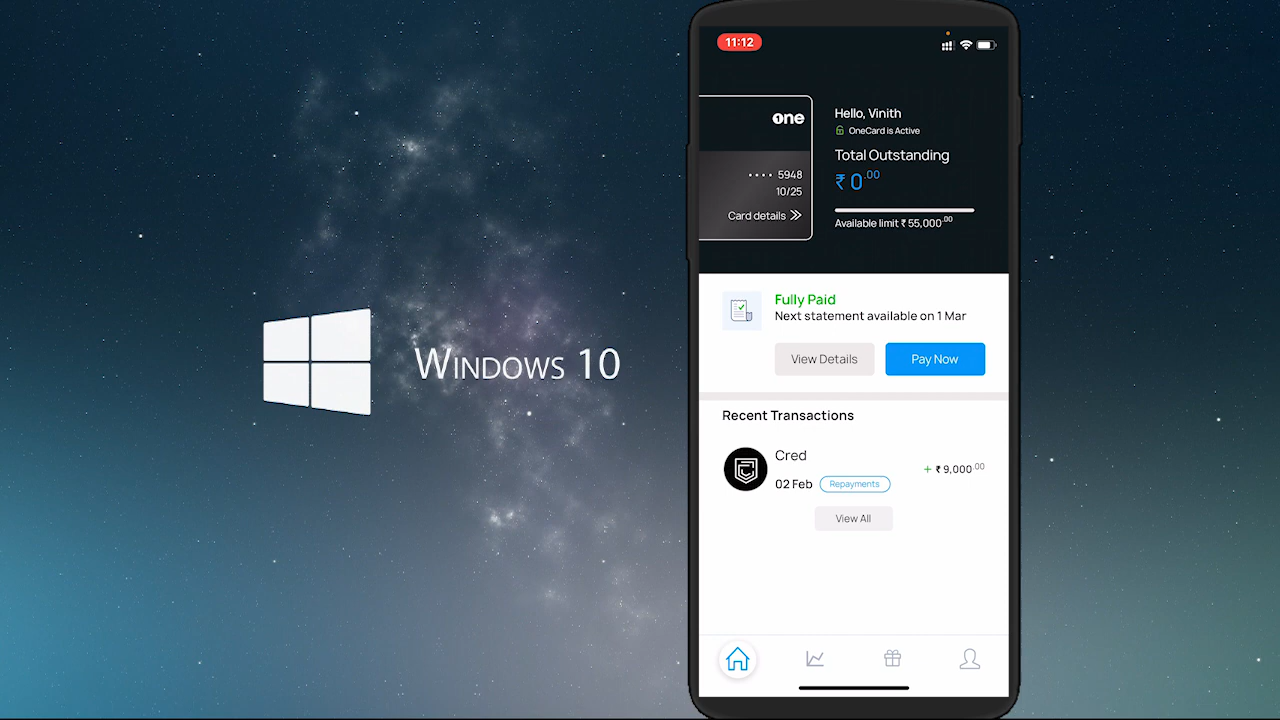 WINDOWS 10
11:12
one
5948
10/25
Card details
Hello, Vinith
OneCard is Active
Total Outstanding
₹ 0.00
Available limit ₹ 55,000.00
Fully Paid
Next statement available on 1 Mar
View Details
Pay Now
Recent Transactions
Cred
02 Feb
Repayments
+ ₹ 9,000.00
View All